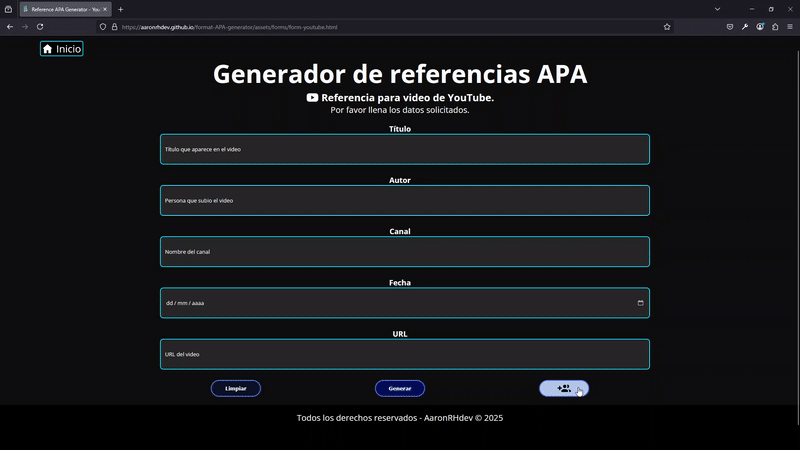 Reference APA Generator - You
https://aaronrhdev.github.io/format-APA-generator/assets/forms/form-youtube.html
Inicio
Generador de referencias APA
Referencia para video de YouTube.
Por favor llena los datos solicitados.
Título
Título que aparece en el video
Autor
Persona que subio el video
Canal
Nombre del canal
Fecha
dd / mm / aaaa
URL
URL del video
Limpiar
Generar
Todos los derechos reservados - AaronRHdev © 2025